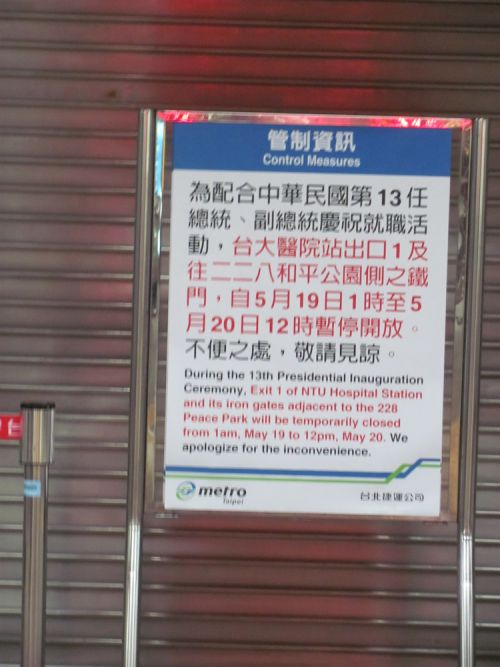 管制資訊
Control Measures
為配合中華民國第13任
總統、副總統慶祝就職活
動，台大醫院站出口1及
往二二八和平公園側之鐵
門，自5月19日1時至5
月20日12時暫停開放。
不便之處，敬請見諒。
During the 13th Presidential Inauguration
Ceremony, Exit 1 of NTU Hospital Station
and its iron gates adjacent to the 228
Peace Park will be temporarily closed
from 1am, May 19 to 12pm, May 20. We
apologize for the inconvenience.
metro
Taipei
台北捷運公司